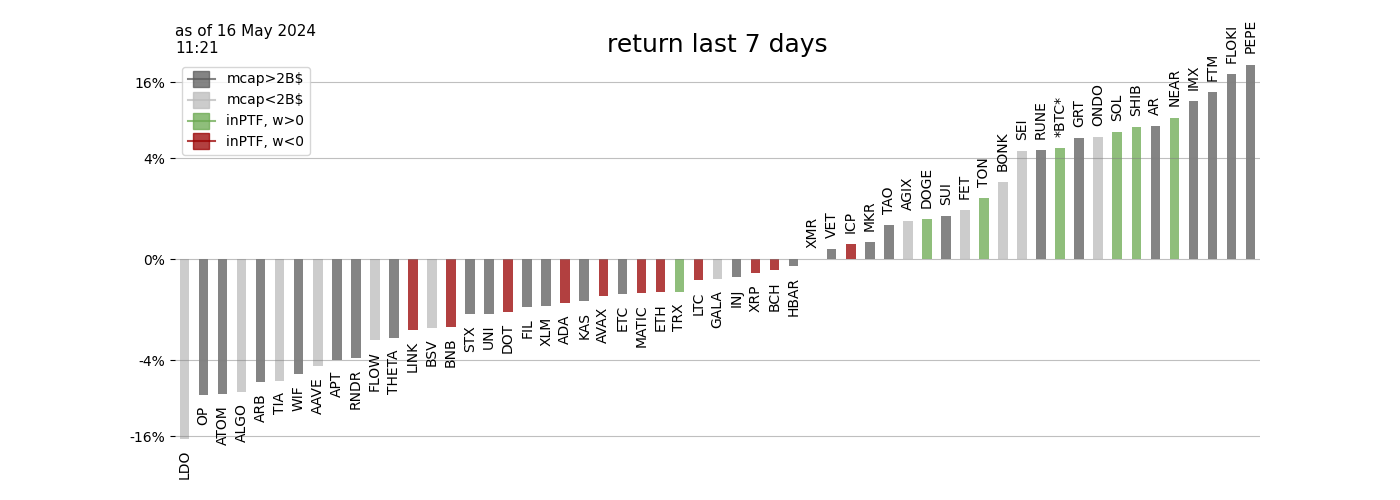 as of 16 May 2024
11:21
return last 7 days
mcap>2B$
mcap<2B$
inPTF, w>0
inPTF, w<0
16%
4%
0%
-4%
-16%
LDO
OP
ATOM
ALGO
ARB
TIA
WIF
AAVE
APT
RNDR
FLOW
THETA
LINK
BSV
BNB
STX
UNI
DOT
FIL
XLM
ADA
KAS
AVAX
ETC
MATIC
ETH
TRX
LTC
GALA
INJ
XRP
BCH
HBAR
XMR
VET
ICP
MKR
TAO
AGIX
DOGE
SUI
FET
TON
BONK
SEI
RUNE
*BTC*
GRT
ONDO
SOL
SHIB
AR
NEAR
IMX
FTM
FLOKI
PEPE